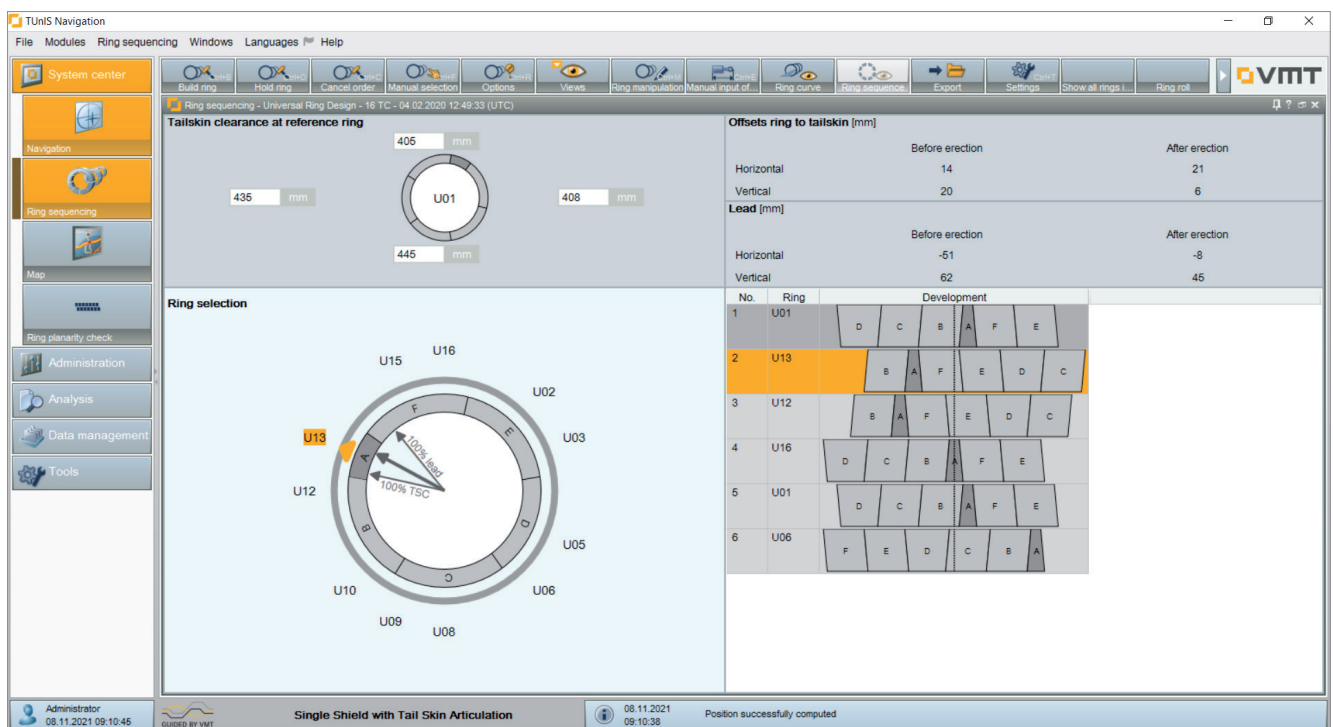 TUnIS Navigation
File Modules Ring sequencing Windows Languages Help
System center
Navigation
Ring sequencing
Map
Ring planarity check
Administration
Analysis
Data management
Tools
Build ring Hold ring Cancel order Manual selection Options Views Ring manipulation Manual input of... Ring curve Ring sequence Export Settings Show all rings i... Ring roll
VMT
Ring sequencing - Universal Ring Design - 16 TC - 04.02.2020 12:49:33 (UTC)
Tailskin clearance at reference ring
405 mm
435 mm U01 408 mm
445 mm
Offsets ring to tailskin [mm]
Before erection After erection
Horizontal 14 21
Vertical 20 6
Lead [mm]
Before erection After erection
Horizontal -51 -8
Vertical 62 45
Ring selection
U16
U15
U02
U03
U13
U12
U05
U10
U06
U09
U08
F
E
A
B
D
C
100% lead
100% TSC
No. Ring Development
1 U01 D C B A F E
2 U13 B A F E D C
3 U12 B A F E D C
4 U16 D C B A F E
5 U01 D C B A F E
6 U06 F E D C B A
Administrator
08.11.2021 09:10:45
GUIDED BY VMT
Single Shield with Tail Skin Articulation
08.11.2021
09:10:38
Position successfully computed